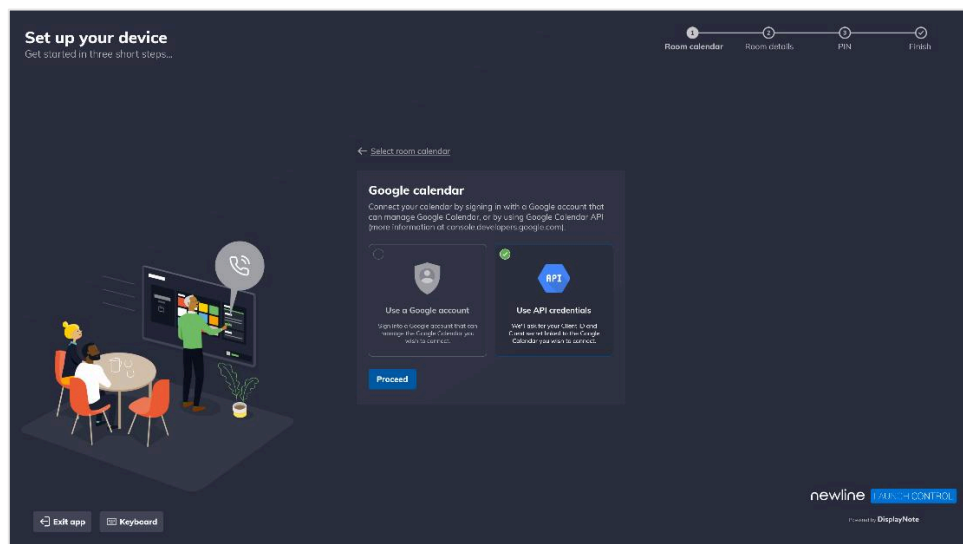 Set up your device
Get started in three short steps...
1
2
3
Room calendar
Room details
PIN
Finish
← Select room calendar
Google calendar
Connect your calendar by signing in with a Google account that
can manage Google Calendar, or by using Google Calendar API
(more information at console.developers.google.com).
API
Use a Google account
Use API credentials
Sign into a Google account that can
manage the Google Calendar you
wish to connect.
We'll ask for your Client ID and
Client secret linked to the Google
Calendar you wish to connect.
Proceed
newline LAUNCH CONTROL
Powered by DisplayNote
Exit app
Keyboard